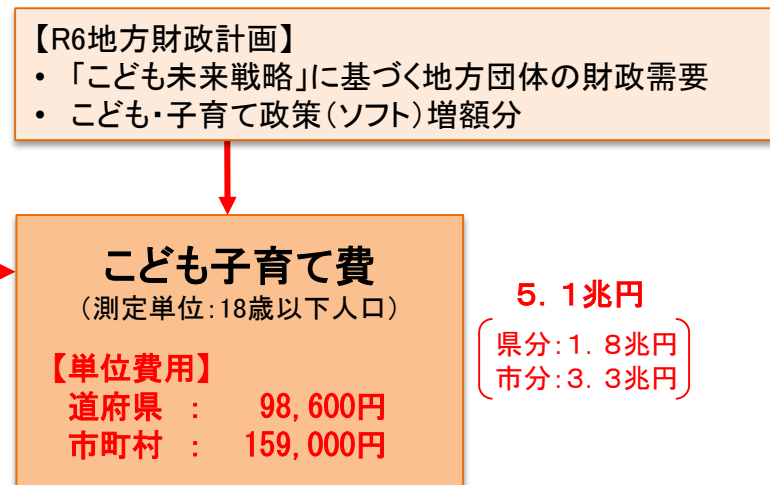 【R6地方財政計画】
• 「こども未来戦略」に基づく地方団体の財政需要
• こども・子育て政策（ソフト）増額分
こども子育て費
（測定単位：18歳以下人口）
【単位費用】
道府県 ： 98,600円
市町村 ： 159,000円
５．１兆円
県分：１．８兆円
市分：３．３兆円